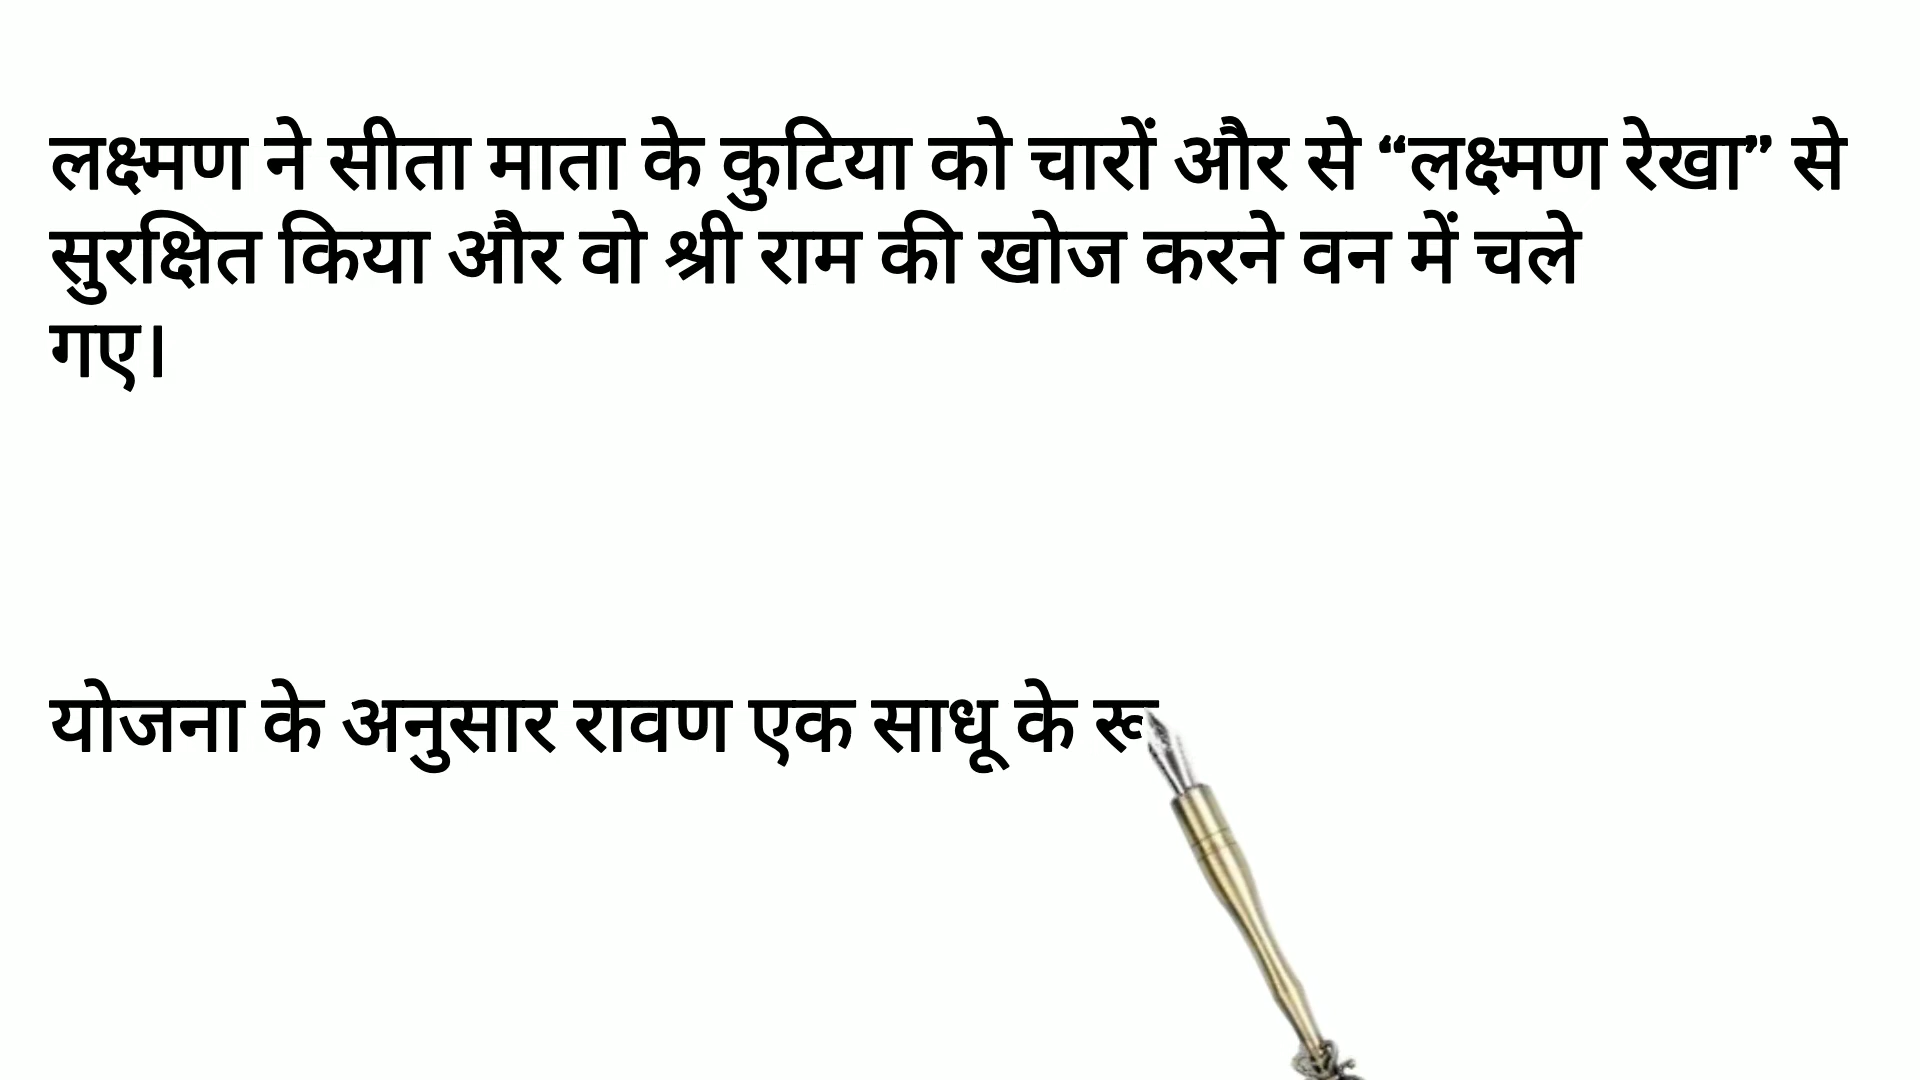 लक्ष्मण ने सीता माता के कुटिया को चारों और से “लक्ष्मण रेखा” से
सुरक्षित किया और वो श्री राम की खोज करने वन में चले
गए।
योजना के अनुसार रावण एक साधू के रू